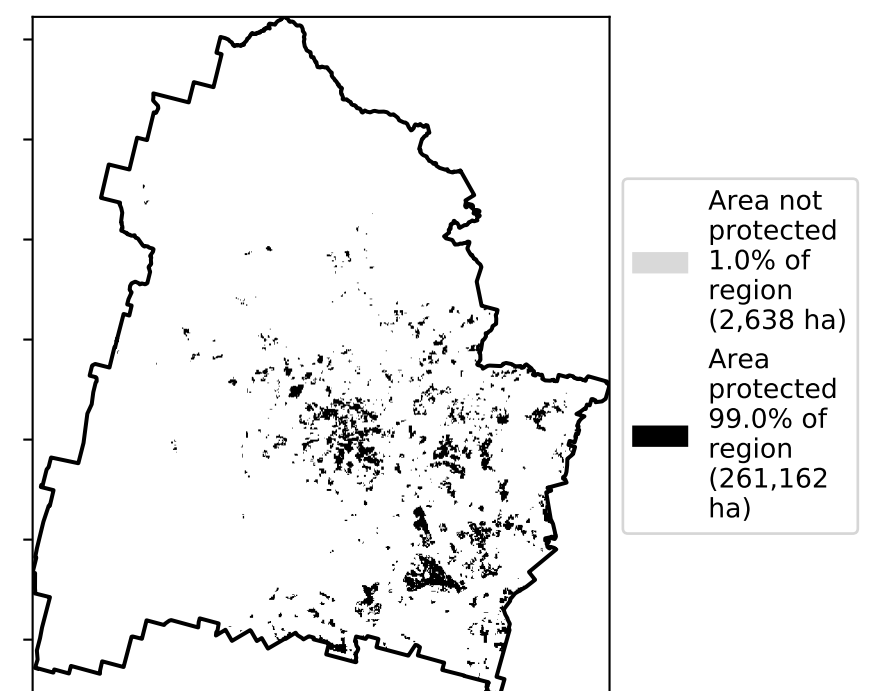 Area not
protected
1.0% of
region
(2,638 ha)
Area
protected
99.0% of
region
(261,162
ha)